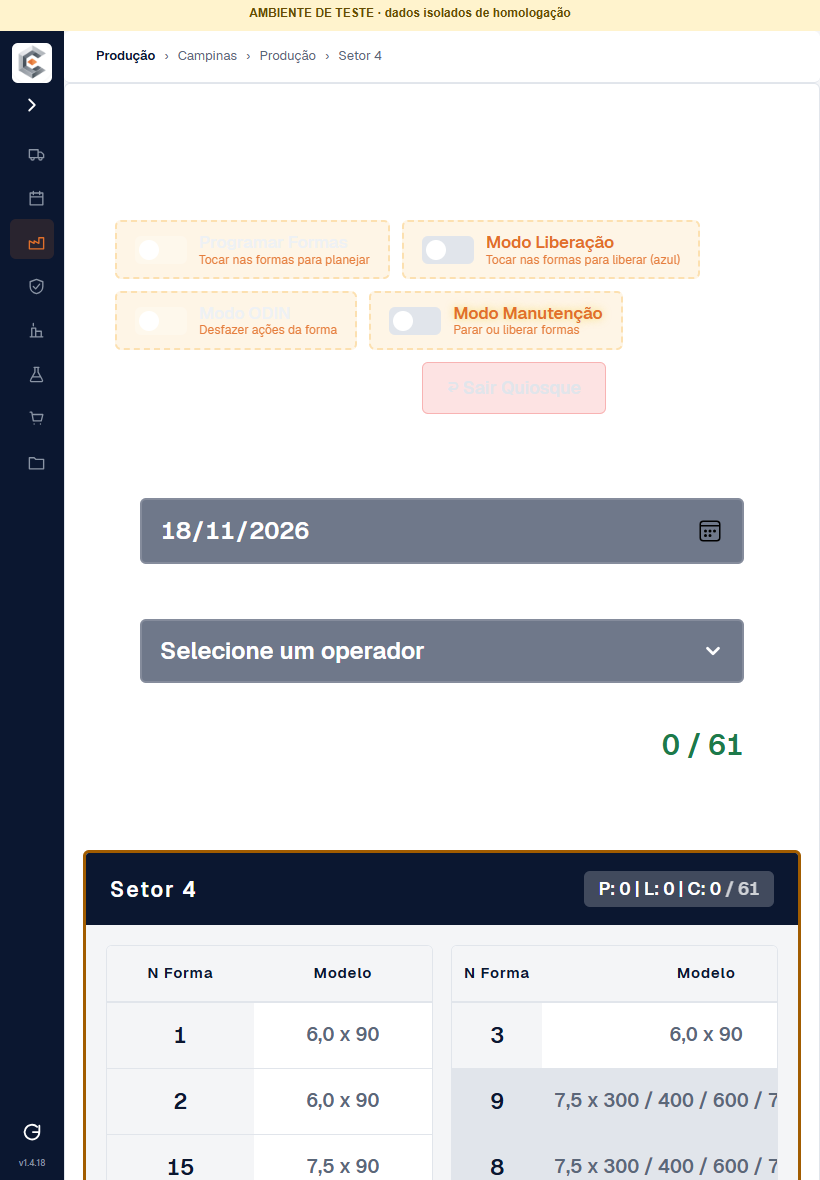 AMBIENTE DE TESTE · dados isolados de homologação
Produção › Campinas › Produção › Setor 4
Programar Formas
Tocar nas formas para planejar
Modo Liberação
Tocar nas formas para liberar (azul)
Modo ODIN
Desfazer ações da forma
Modo Manutenção
Parar ou liberar formas
Sair Quiosque
18/11/2026
Selecione um operador
0 / 61
Setor 4
P: 0 | L: 0 | C: 0 / 61
N Forma Modelo
1 6,0 x 90
2 6,0 x 90
15 7,5 x 90
N Forma Modelo
3 6,0 x 90
9 7,5 x 300 / 400 / 600 / 7
8 7,5 x 300 / 400 / 600 / 7
v1.4.18